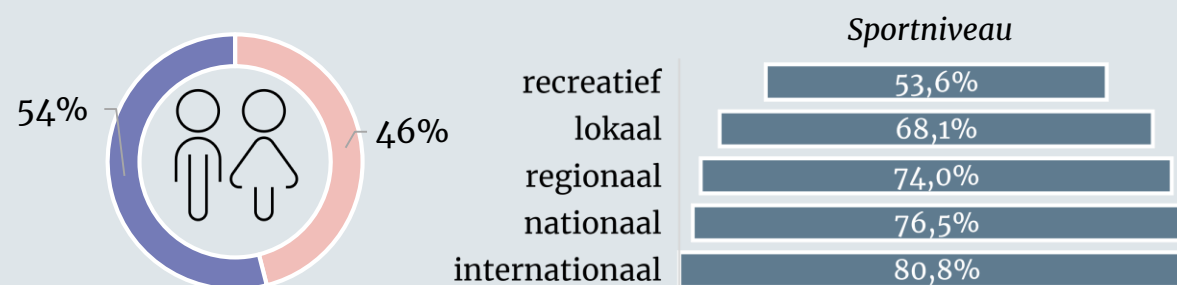 54%
46%
Sportniveau
recreatief 53,6%
lokaal 68,1%
regionaal 74,0%
nationaal 76,5%
internationaal 80,8%